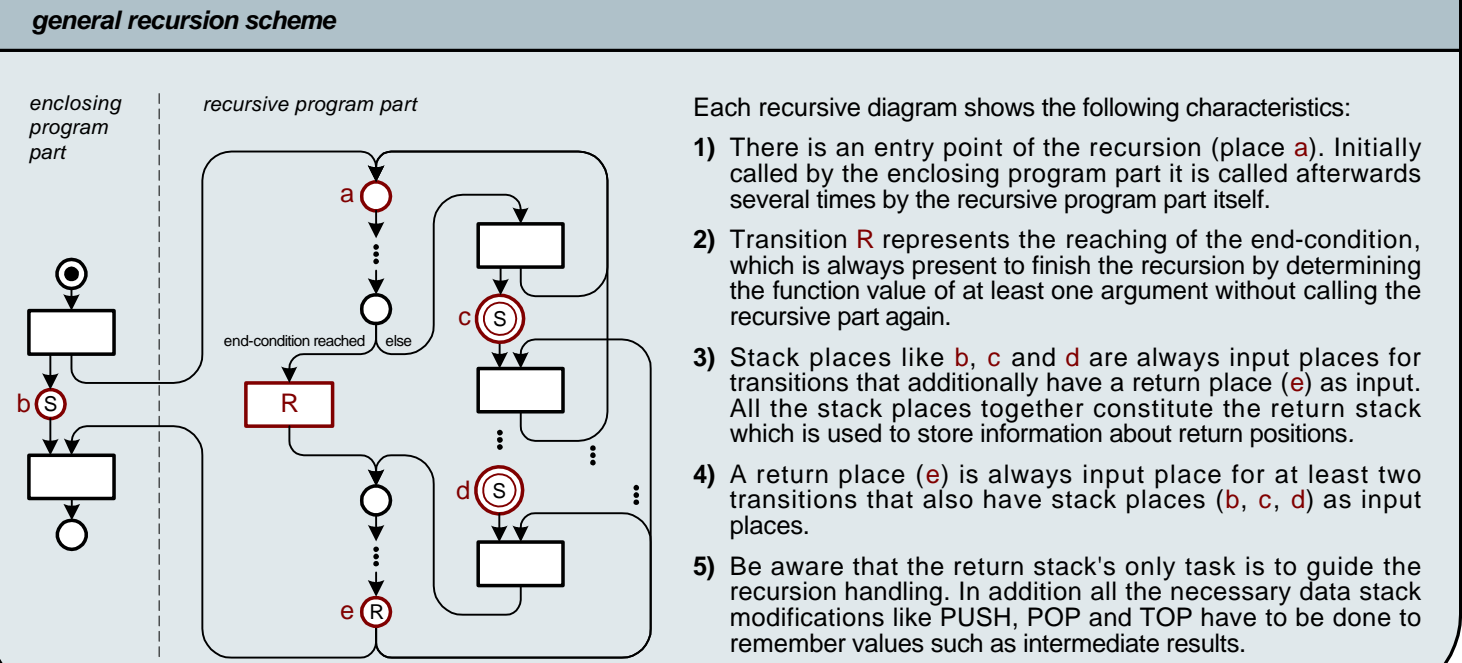 general recursion scheme
enclosing
program
part
recursive program part
a
end-condition reached
else
R
b
S
c
S
d
S
e
R
Each recursive diagram shows the following characteristics:
1) There is an entry point of the recursion (place a). Initially
called by the enclosing program part it is called afterwards
several times by the recursive program part itself.
2) Transition R represents the reaching of the end-condition,
which is always present to finish the recursion by determining
the function value of at least one argument without calling the
recursive part again.
3) Stack places like b, c and d are always input places for
transitions that additionally have a return place (e) as input.
All the stack places together constitute the return stack
which is used to store information about return positions.
4) A return place (e) is always input place for at least two
transitions that also have stack places (b, c, d) as input
places.
5) Be aware that the return stack's only task is to guide the
recursion handling. In addition all the necessary data stack
modifications like PUSH, POP and TOP have to be done to
remember values such as intermediate results.